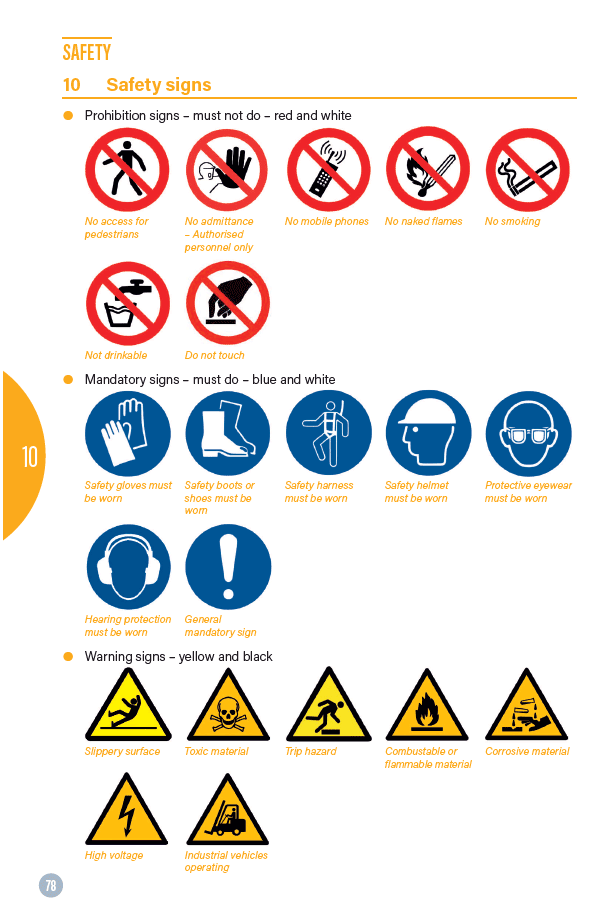 SAFETY
10 Safety signs
● Prohibition signs – must not do – red and white
No access for
pedestrians
No admittance
– Authorised
personnel only
No mobile phones
No naked flames
No smoking
Not drinkable
Do not touch
● Mandatory signs – must do – blue and white
10
Safety gloves must
be worn
Safety boots or
shoes must be
worn
Safety harness
must be worn
Safety helmet
must be worn
Protective eyewear
must be worn
Hearing protection
must be worn
General
mandatory sign
● Warning signs – yellow and black
Slippery surface
Toxic material
Trip hazard
Combustable or
flammable material
Corrosive material
High voltage
Industrial vehicles
operating
78